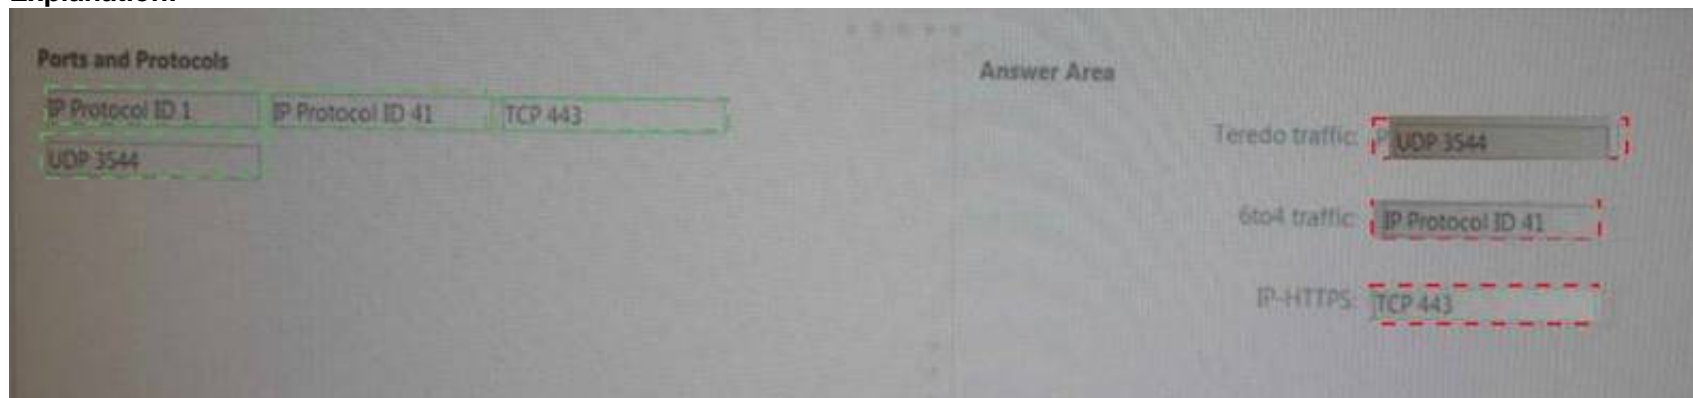 Explanation:
Ports and Protocols
IP Protocol ID 1
IP Protocol ID 41
TCP 443
UDP 3544
Answer Area
Teredo traffic: P UDP 3544
6to4 traffic: IP Protocol ID 41
IP-HTTPS: TCP 443